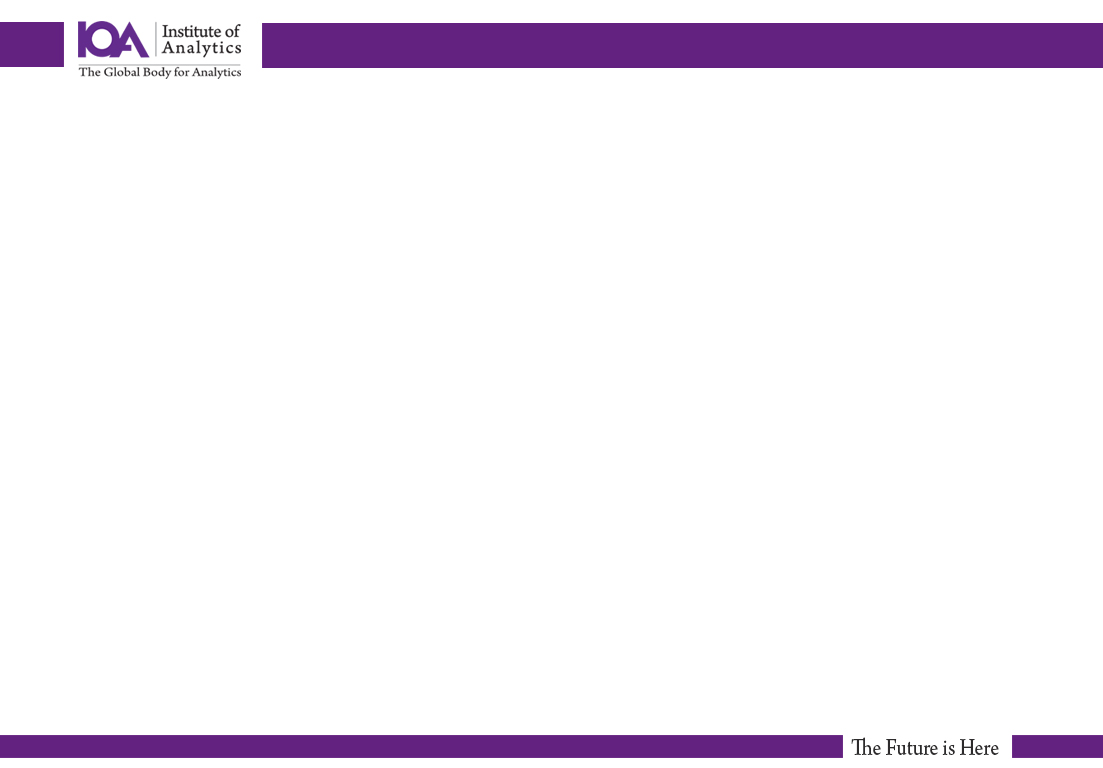 IOA
Institute of
Analytics
The Global Body for Analytics
The Future is Here